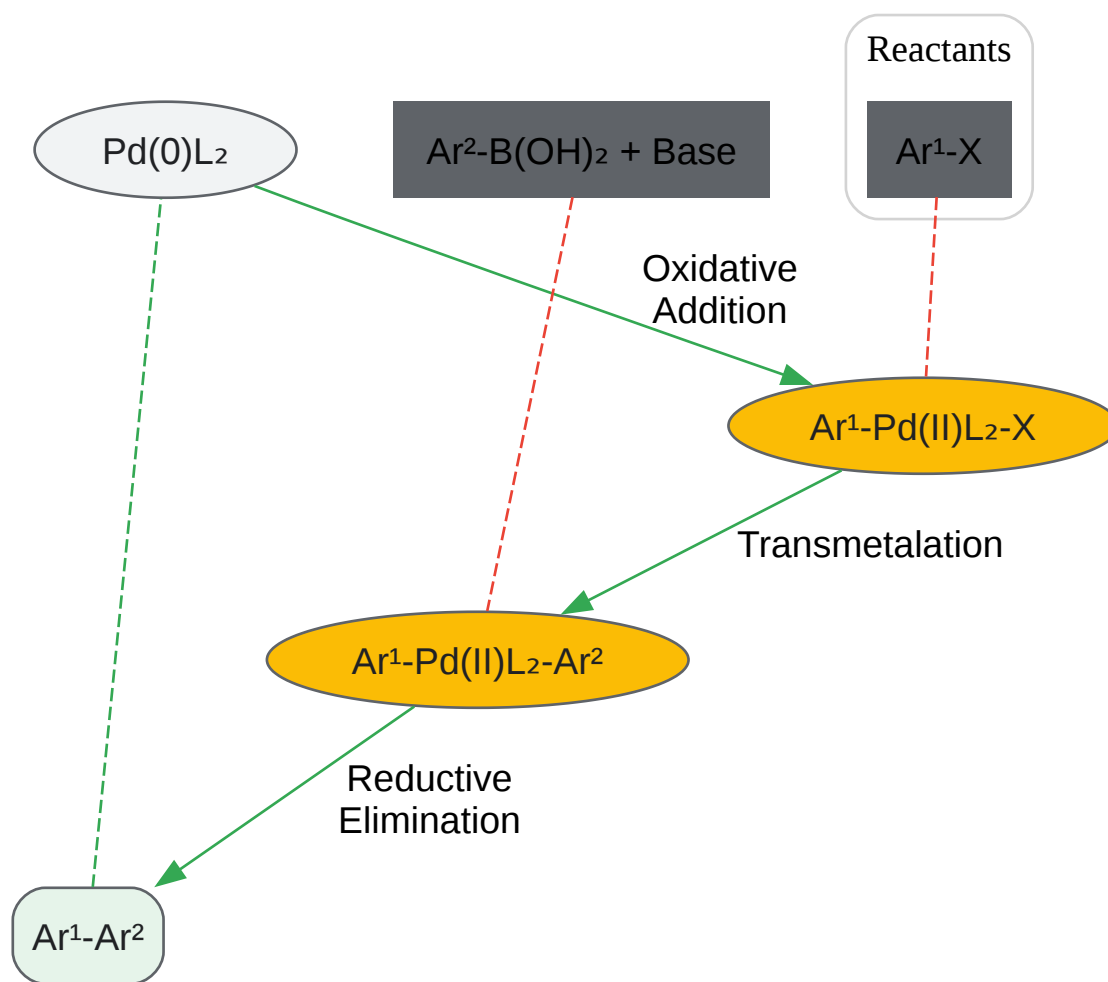 Reactants
Pd(0)L₂
Ar²-B(OH)₂ + Base
Ar¹-X
Oxidative
Addition
Ar¹-Pd(II)L₂-X
Transmetalation
Ar¹-Pd(II)L₂-Ar²
Reductive
Elimination
Ar¹-Ar²